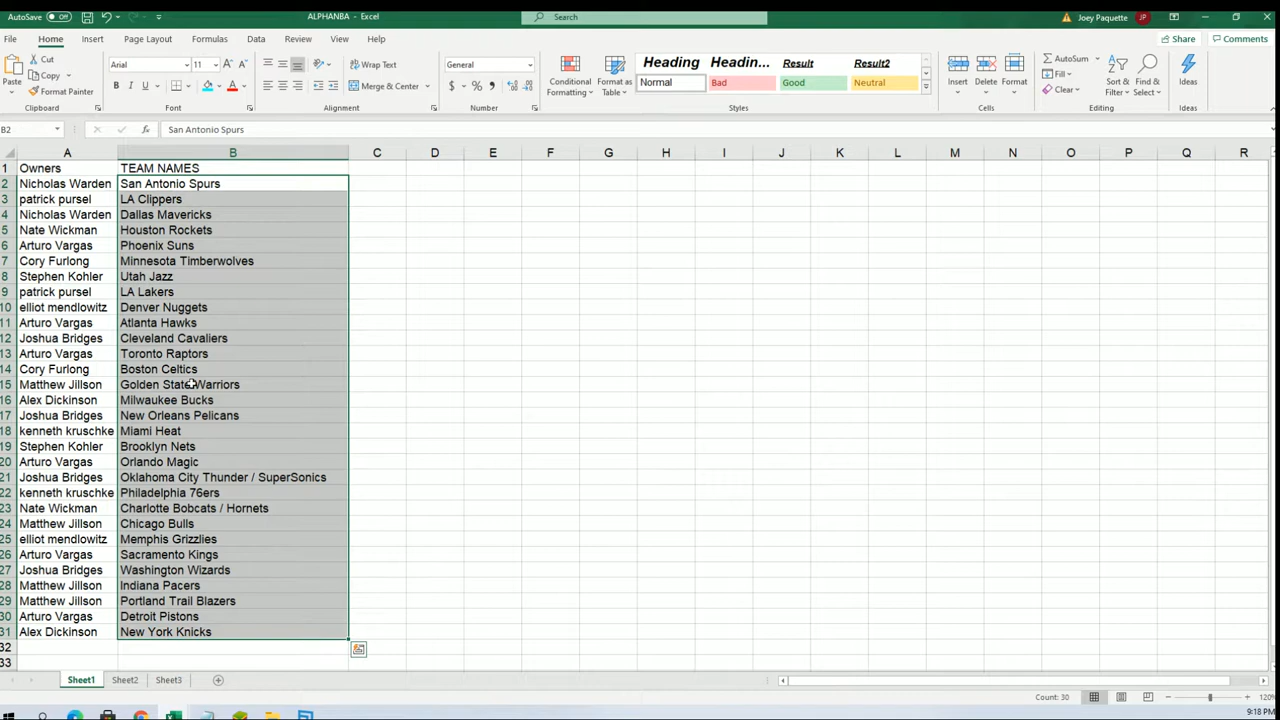 AutoSave Off ALPHANBA - Excel Search Joey Paquette JP
File Home Insert Page Layout Formulas Data Review View Help Share Comments
Paste Cut Copy Format Painter Clipboard
Arial 11 A A B I U Font
Wrap Text Merge & Center Alignment
General $ % , Number
Conditional Formatting Format as Table
Heading Headin... Result Result2
Normal Bad Good Neutral Styles
Insert Delete Format Cells
AutoSum Fill Clear Sort & Filter Find & Select Editing
Ideas Ideas
B2 fx San Antonio Spurs
A B C D E F G H I J K L M N O P Q R
1 Owners TEAM NAMES
2 Nicholas Warden San Antonio Spurs
3 patrick pursel LA Clippers
4 Nicholas Warden Dallas Mavericks
5 Nate Wickman Houston Rockets
6 Arturo Vargas Phoenix Suns
7 Cory Furlong Minnesota Timberwolves
8 Stephen Kohler Utah Jazz
9 patrick pursel LA Lakers
10 elliot mendlowitz Denver Nuggets
11 Arturo Vargas Atlanta Hawks
12 Joshua Bridges Cleveland Cavaliers
13 Arturo Vargas Toronto Raptors
14 Cory Furlong Boston Celtics
15 Matthew Jillson Golden State Warriors
16 Alex Dickinson Milwaukee Bucks
17 Joshua Bridges New Orleans Pelicans
18 kenneth kruschke Miami Heat
19 Stephen Kohler Brooklyn Nets
20 Arturo Vargas Orlando Magic
21 Joshua Bridges Oklahoma City Thunder / SuperSonics
22 kenneth kruschke Philadelphia 76ers
23 Nate Wickman Charlotte Bobcats / Hornets
24 Matthew Jillson Chicago Bulls
25 elliot mendlowitz Memphis Grizzlies
26 Arturo Vargas Sacramento Kings
27 Joshua Bridges Washington Wizards
28 Matthew Jillson Indiana Pacers
29 Matthew Jillson Portland Trail Blazers
30 Arturo Vargas Detroit Pistons
31 Alex Dickinson New York Knicks
32
33
Sheet1 Sheet2 Sheet3
Count: 30 120%
9:18 PM